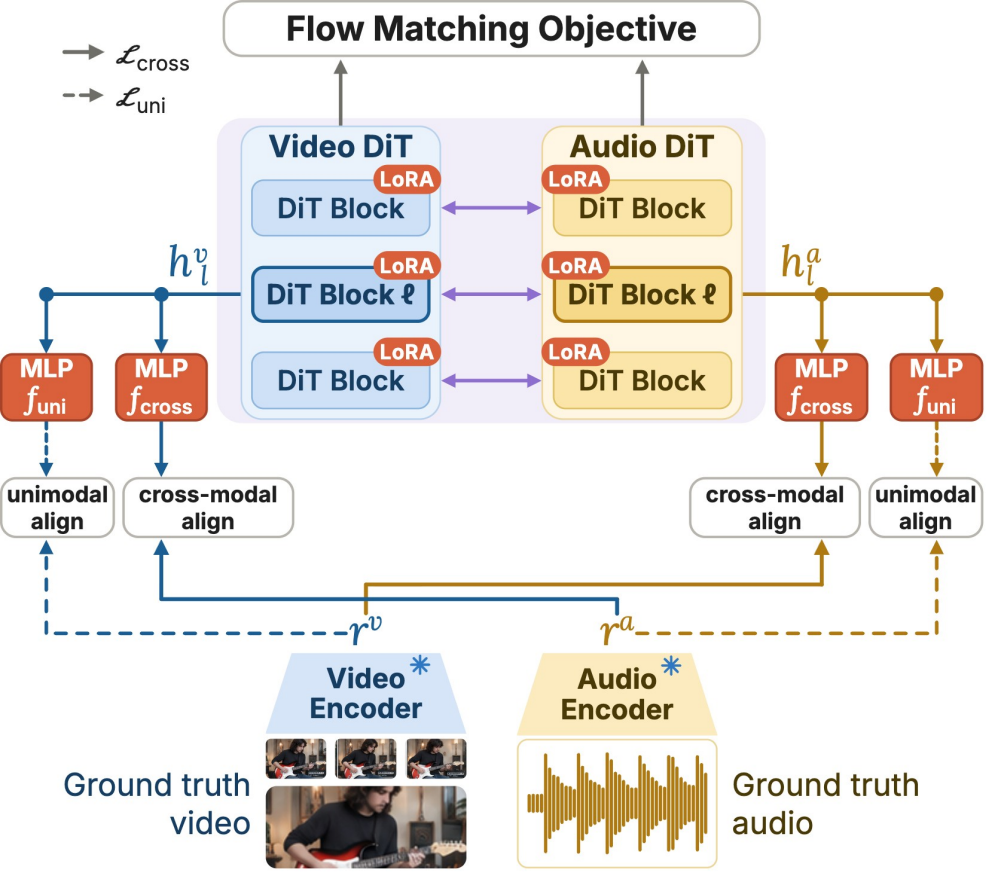 Flow Matching Objective
ℒcross
ℒuni
Video DiT
Audio DiT
LoRA
LoRA
DiT Block
DiT Block
h_l^v
h_l^a
LoRA
LoRA
DiT Block ℓ
DiT Block ℓ
LoRA
LoRA
DiT Block
DiT Block
MLP
f_uni
MLP
f_cross
MLP
f_cross
MLP
f_uni
unimodal
align
cross-modal
align
cross-modal
align
unimodal
align
r^v
r^a
Video
Encoder
Audio
Encoder
Ground truth
video
Ground truth
audio